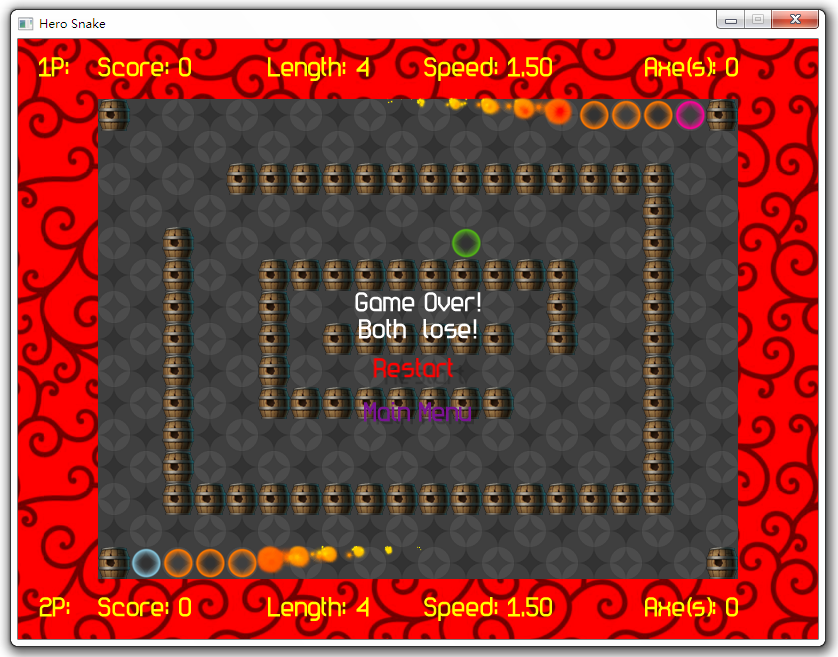 Hero Snake
1P: Score: 0 Length: 4 Speed: 1.50 Axe(s): 0
Game Over!
Both lose!
Restart
Main Menu
2P: Score: 0 Length: 4 Speed: 1.50 Axe(s): 0